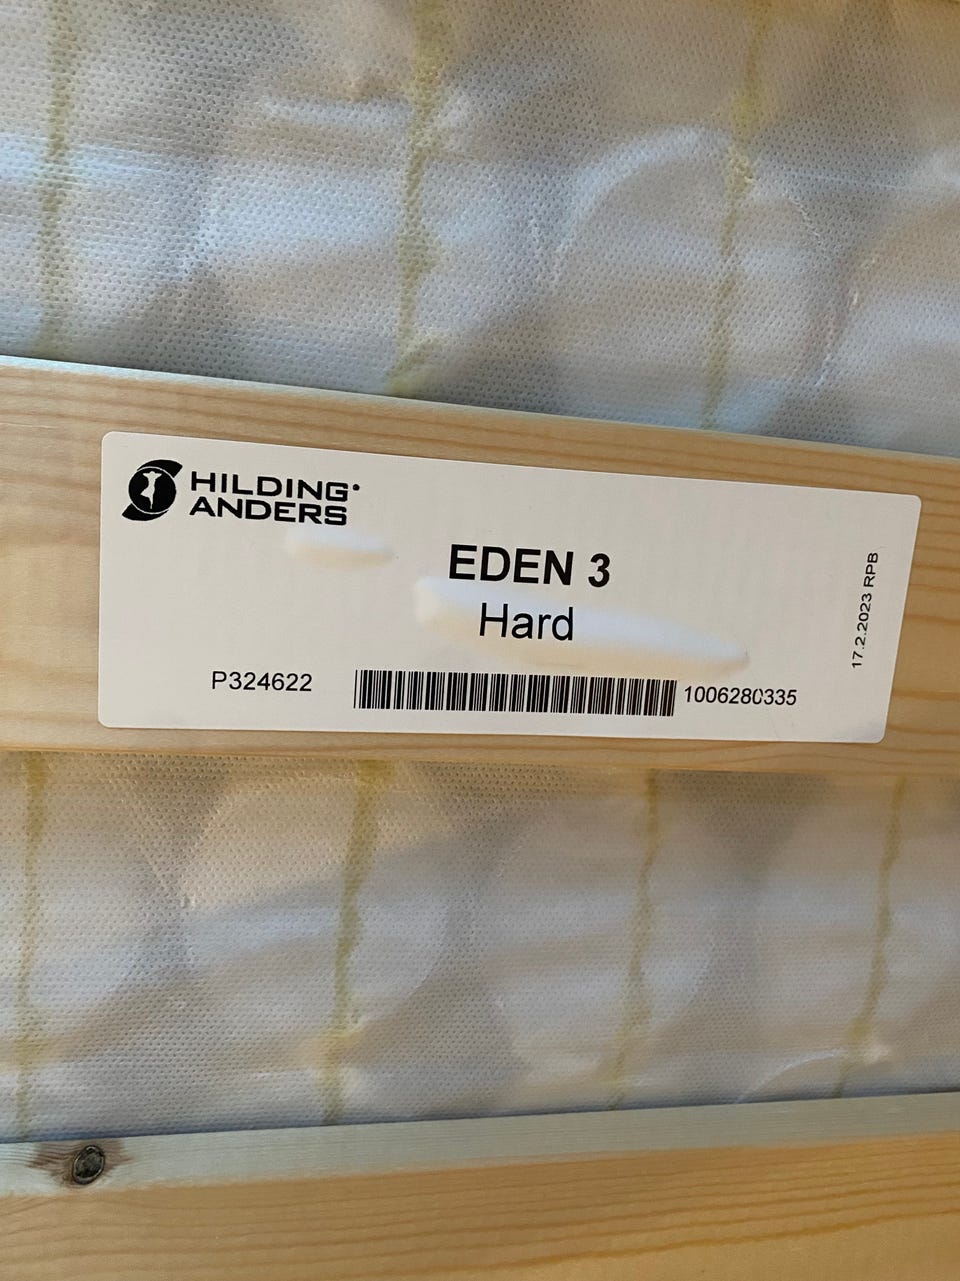 HILDING
ANDERS
EDEN 3
Hard
P324622
1006280335
17.2.2023 RPB